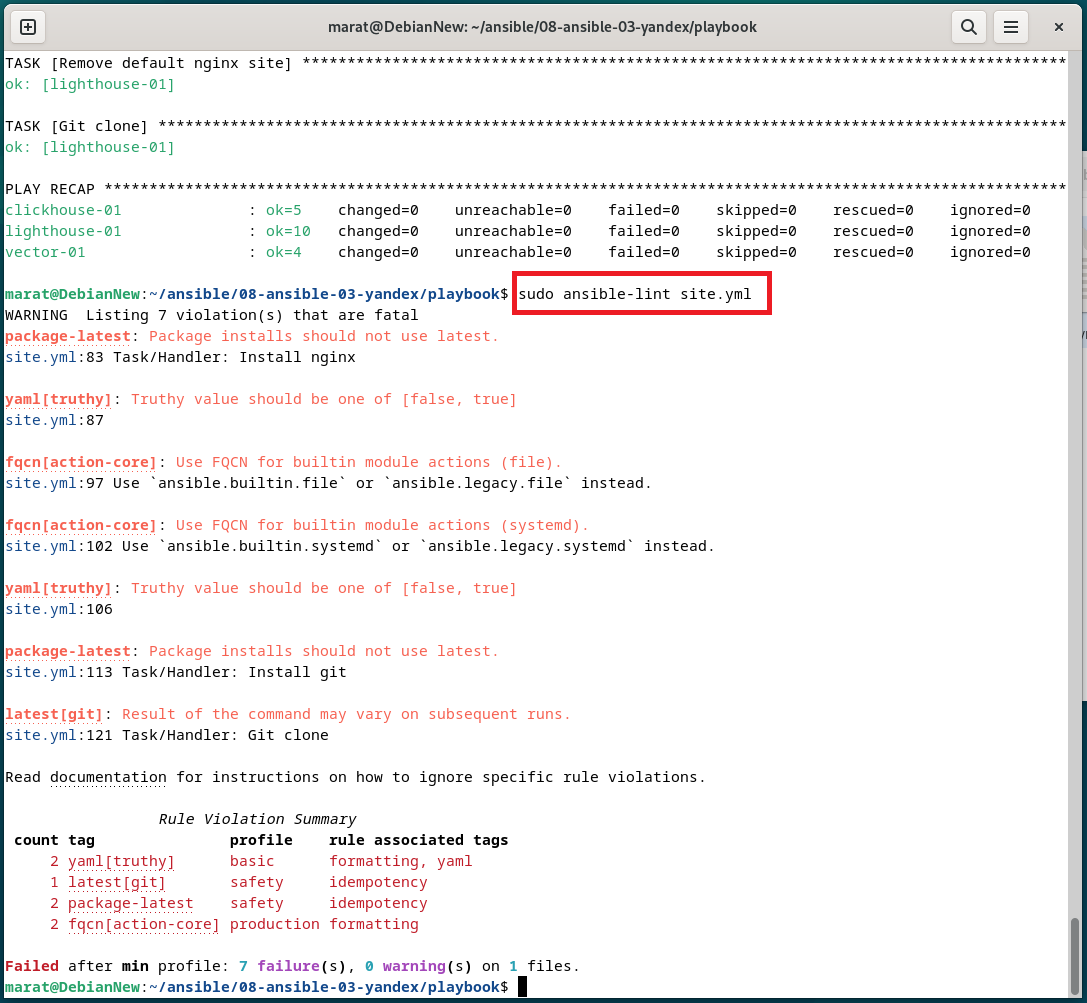 marat@DebianNew: ~/ansible/08-ansible-03-yandex/playbook
TASK [Remove default nginx site] *************************************************************************************
ok: [lighthouse-01]
TASK [Git clone] *****************************************************************************************************
ok: [lighthouse-01]
PLAY RECAP ***********************************************************************************************************
clickhouse-01              : ok=5    changed=0    unreachable=0    failed=0    skipped=0    rescued=0    ignored=0
lighthouse-01              : ok=10   changed=0    unreachable=0    failed=0    skipped=0    rescued=0    ignored=0
vector-01                  : ok=4    changed=0    unreachable=0    failed=0    skipped=0    rescued=0    ignored=0
marat@DebianNew:~/ansible/08-ansible-03-yandex/playbook$ sudo ansible-lint site.yml
WARNING  Listing 7 violation(s) that are fatal
package-latest: Package installs should not use latest.
site.yml:83 Task/Handler: Install nginx
yaml[truthy]: Truthy value should be one of [false, true]
site.yml:87
fqcn[action-core]: Use FQCN for builtin module actions (file).
site.yml:97 Use `ansible.builtin.file` or `ansible.legacy.file` instead.
fqcn[action-core]: Use FQCN for builtin module actions (systemd).
site.yml:102 Use `ansible.builtin.systemd` or `ansible.legacy.systemd` instead.
yaml[truthy]: Truthy value should be one of [false, true]
site.yml:106
package-latest: Package installs should not use latest.
site.yml:113 Task/Handler: Install git
latest[git]: Result of the command may vary on subsequent runs.
site.yml:121 Task/Handler: Git clone
Read documentation for instructions on how to ignore specific rule violations.
Rule Violation Summary
count tag               profile    rule associated tags
2 yaml[truthy]      basic      formatting, yaml
1 latest[git]       safety     idempotency
2 package-latest    safety     idempotency
2 fqcn[action-core] production formatting
Failed after min profile: 7 failure(s), 0 warning(s) on 1 files.
marat@DebianNew:~/ansible/08-ansible-03-yandex/playbook$